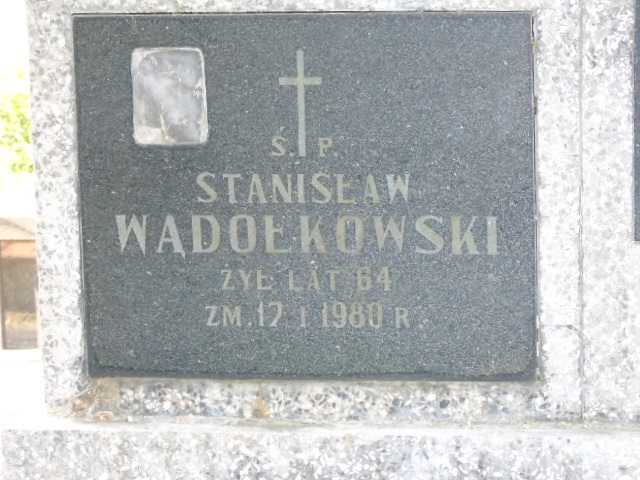 Ś. P.
STANISŁAW
WĄDOŁKOWSKI
ŻYŁ LAT 64
ZM. 17 I 1980 R.